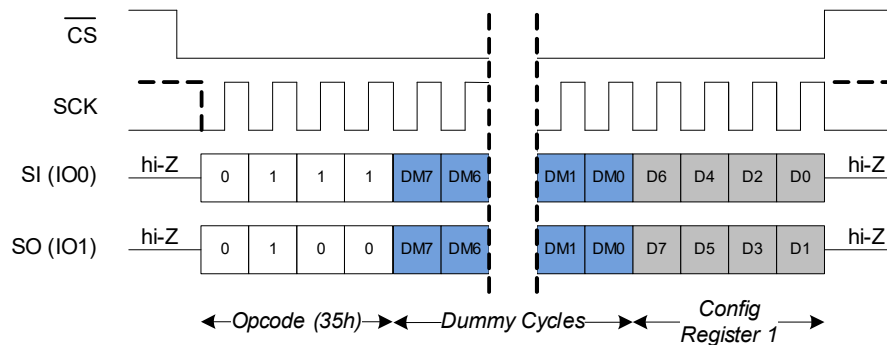 CS
SCK
SI (IO0) hi-Z 0 1 1 1 DM7 DM6 DM1 DM0 D6 D4 D2 D0 hi-Z
SO (IO1) hi-Z 0 1 0 0 DM7 DM6 DM1 DM0 D7 D5 D3 D1 hi-Z
Opcode (35h) Dummy Cycles Config
Register 1